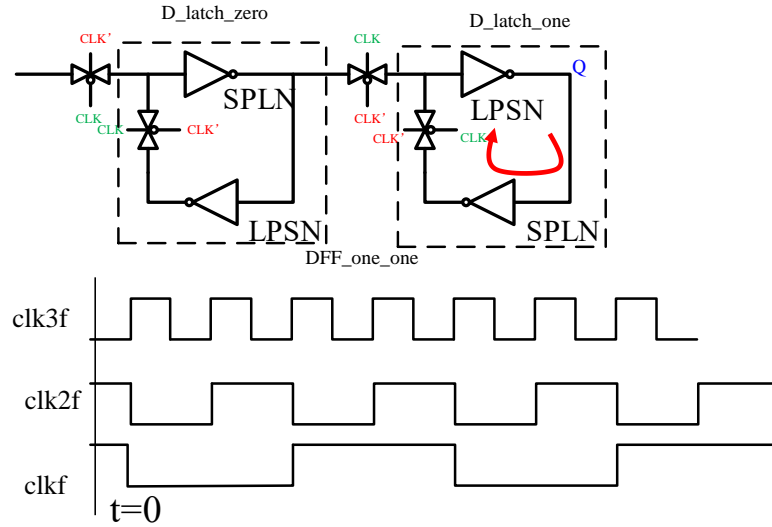 D_latch_zero
D_latch_one
CLK'
CLK
Q
SPLN
LPSN
CLK
CLK'
CLK
CLK'
CLK'
CLK
LPSN
SPLN
DFF_one_one
clk3f
clk2f
clkf
t=0